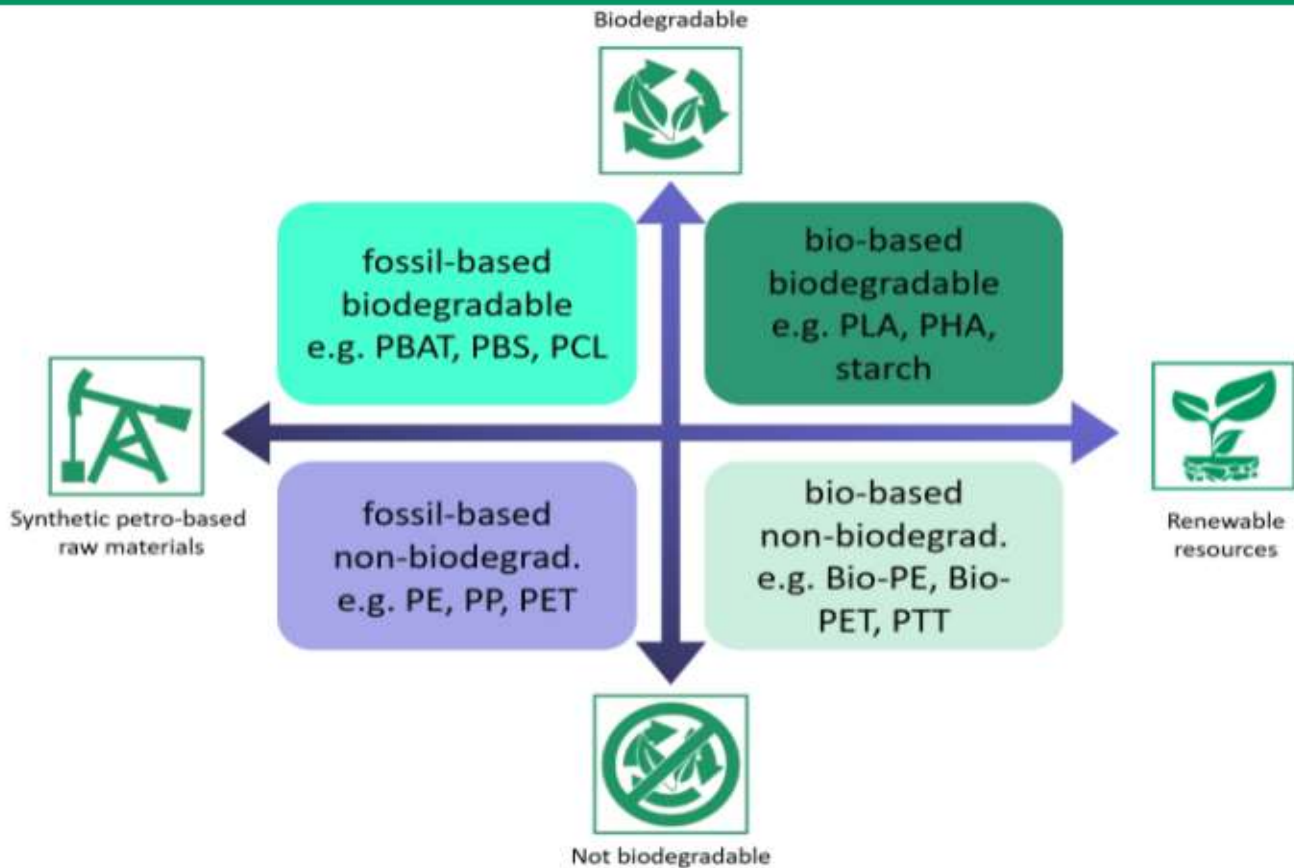 Biodegradable
fossil-based
biodegradable
e.g. PBAT, PBS, PCL
bio-based
biodegradable
e.g. PLA, PHA,
starch
Synthetic petro-based
raw materials
Renewable
resources
fossil-based
non-biodegrad.
e.g. PE, PP, PET
bio-based
non-biodegrad.
e.g. Bio-PE, Bio-
PET, PTT
Not biodegradable